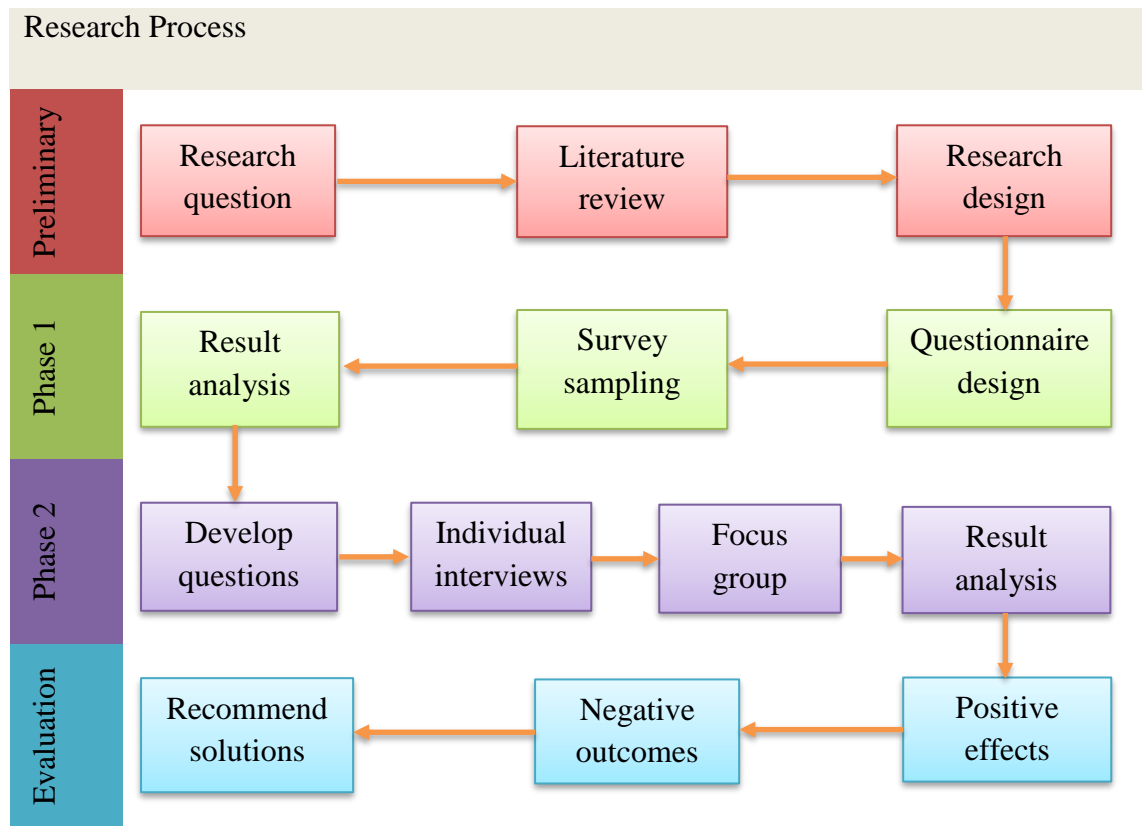 Research Process
Preliminary
Research
question
Literature
review
Research
design
Phase 1
Result
analysis
Survey
sampling
Questionnaire
design
Phase 2
Develop
questions
Individual
interviews
Focus
group
Result
analysis
Evaluation
Recommend
solutions
Negative
outcomes
Positive
effects